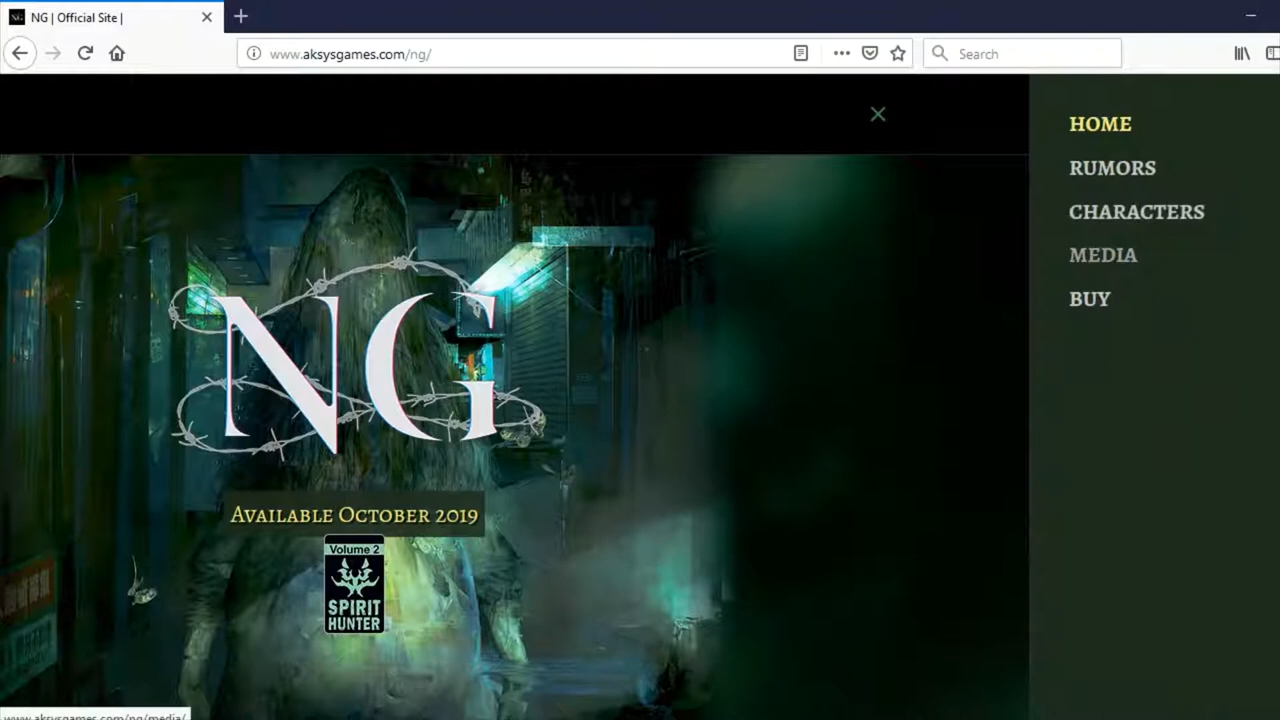 NG | Official Site |
www.aksysgames.com/ng/
Search
HOME
RUMORS
CHARACTERS
MEDIA
BUY
NG
AVAILABLE OCTOBER 2019
Volume 2
SPIRIT
HUNTER
www.aksysgames.com/ng/media/